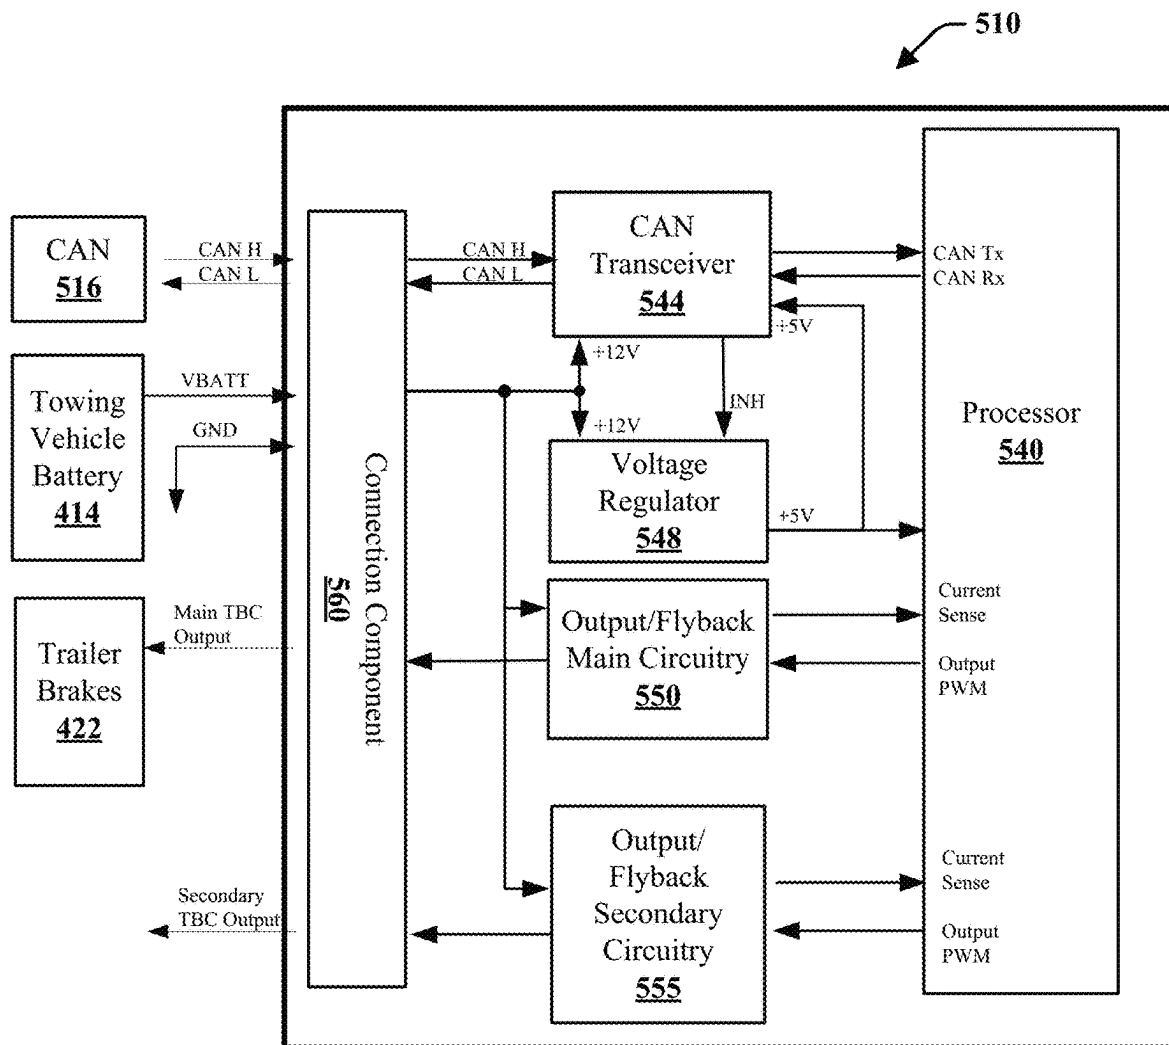 510
CAN
516
CAN H
CAN L
CAN H
CAN L
CAN
Transceiver
544
CAN Tx
CAN Rx
+5V
+12V
INH
+12V
Towing
Vehicle
Battery
414
VBATT
GND
Connection Component
560
Voltage
Regulator
548
+5V
Processor
540
Trailer
Brakes
422
Main TBC
Output
Output/Flyback
Main Circuitry
550
Current
Sense
Output
PWM
Secondary
TBC Output
Output/
Flyback
Secondary
Circuitry
555
Current
Sense
Output
PWM